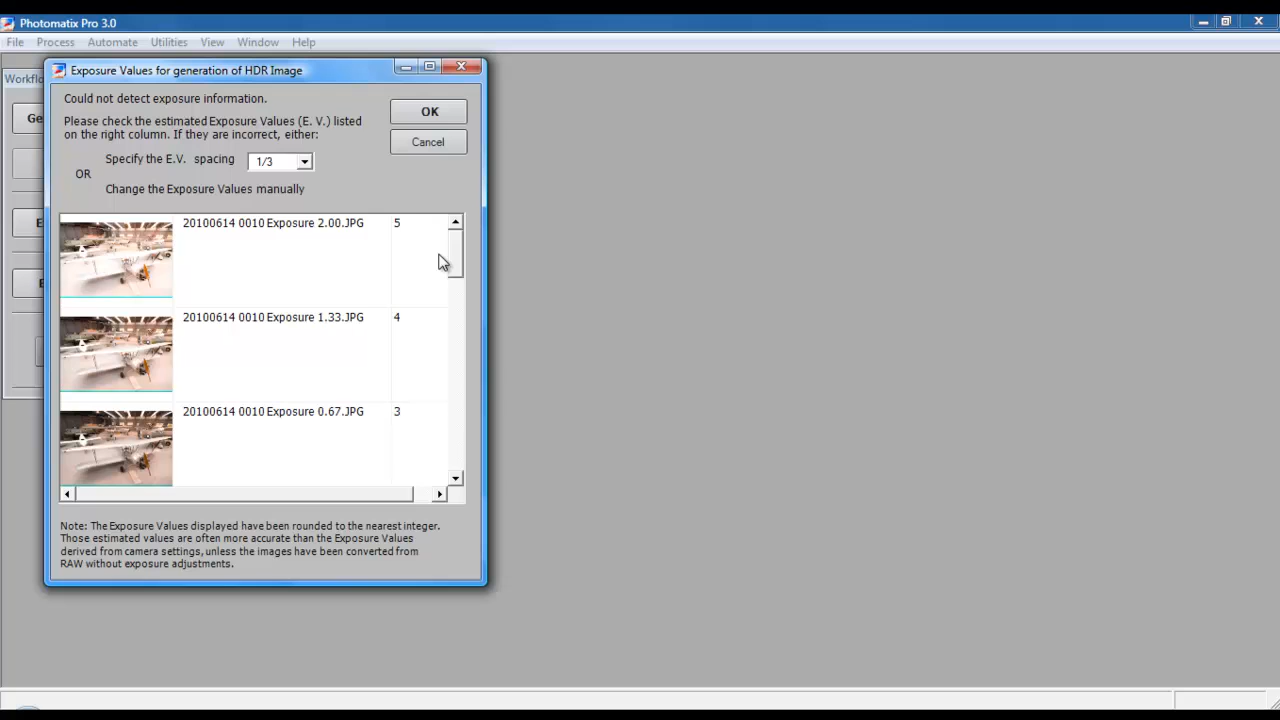 Photomatix Pro 3.0
File Process Automate Utilities View Window Help
Workflo
Exposure Values for generation of HDR Image
Could not detect exposure information.
Please check the estimated Exposure Values (E. V.) listed
on the right column. If they are incorrect, either:
Specify the E.V. spacing 1/3
OR
Change the Exposure Values manually
OK
Cancel
Ge
E
E
20100614 0010 Exposure 2.00.JPG 5
20100614 0010 Exposure 1.33.JPG 4
20100614 0010 Exposure 0.67.JPG 3
Note: The Exposure Values displayed have been rounded to the nearest integer.
Those estimated values are often more accurate than the Exposure Values
derived from camera settings, unless the images have been converted from
RAW without exposure adjustments.